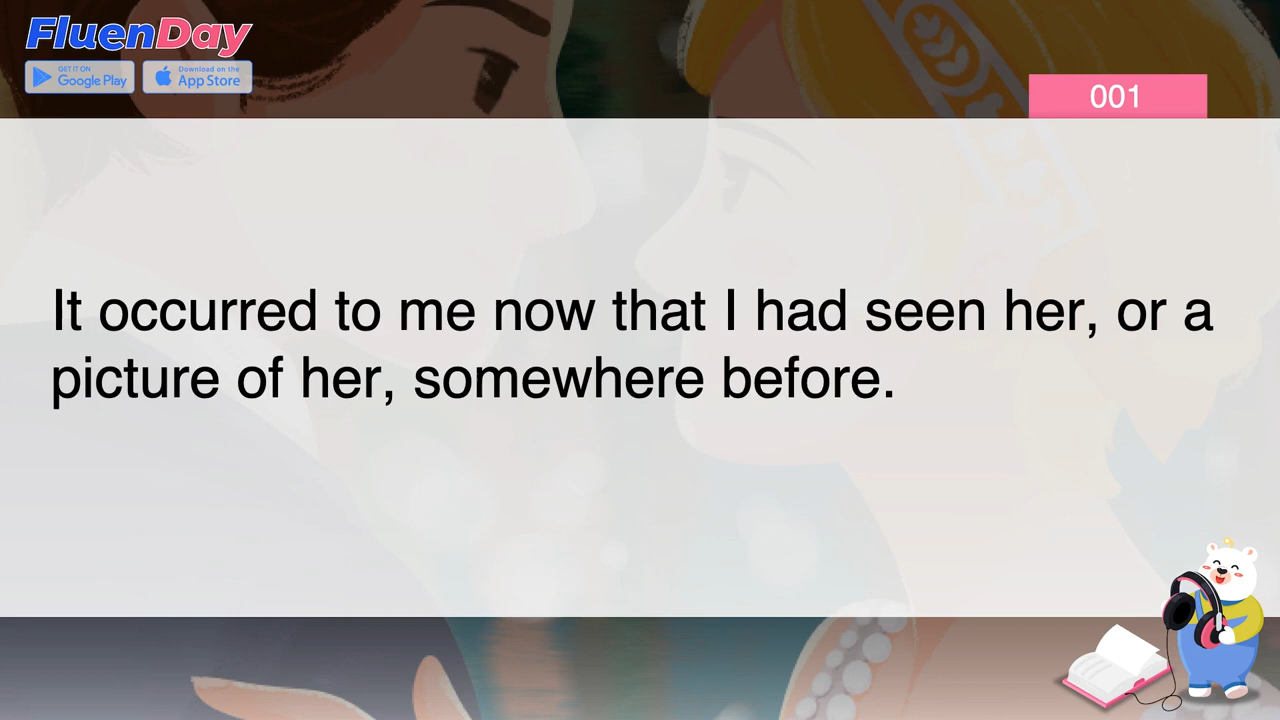 FluenDay
GET IT ON
Google Play
Download on the
App Store
001
It occurred to me now that I had seen her, or a
picture of her, somewhere before.